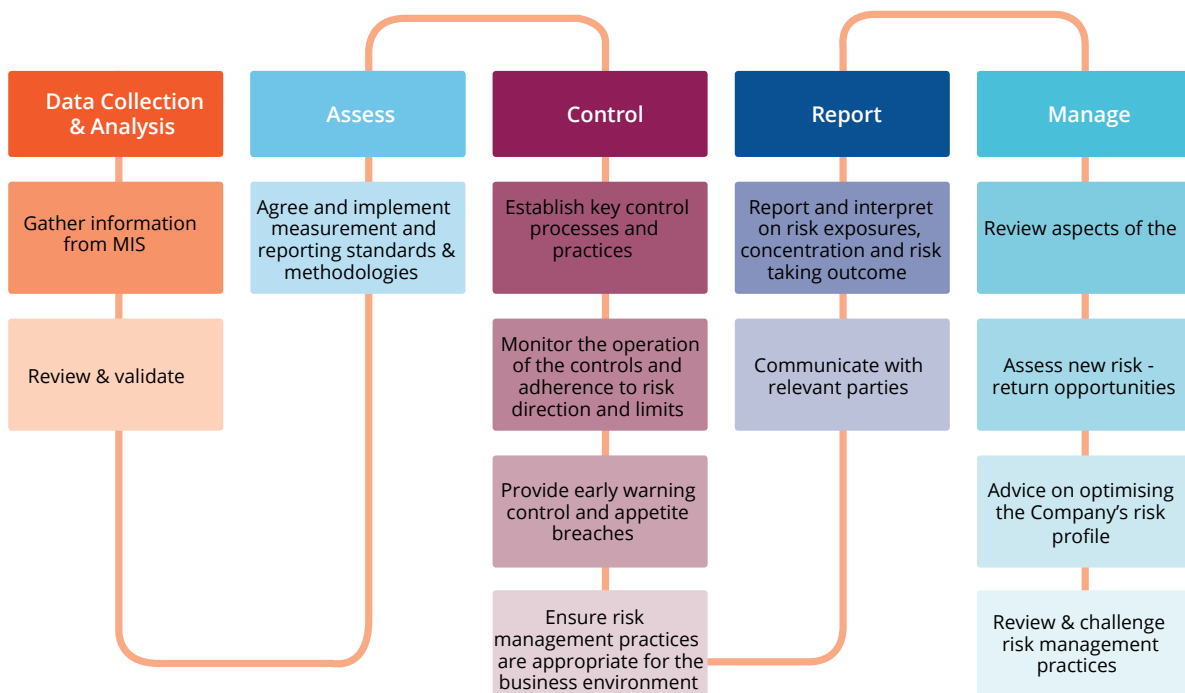 Data Collection
& Analysis
Gather information
from MIS
Review & validate
Assess
Agree and implement
measurement and
reporting standards &
methodologies
Control
Establish key control
processes and
practices
Monitor the operation
of the controls and
adherence to risk
direction and limits
Provide early warning
control and appetite
breaches
Ensure risk
management practices
are appropriate for the
business environment
Report
Report and interpret
on risk exposures,
concentration and risk
taking outcome
Communicate with
relevant parties
Manage
Review aspects of the
Assess new risk -
return opportunities
Advice on optimising
the Company’s risk
profile
Review & challenge
risk management
practices